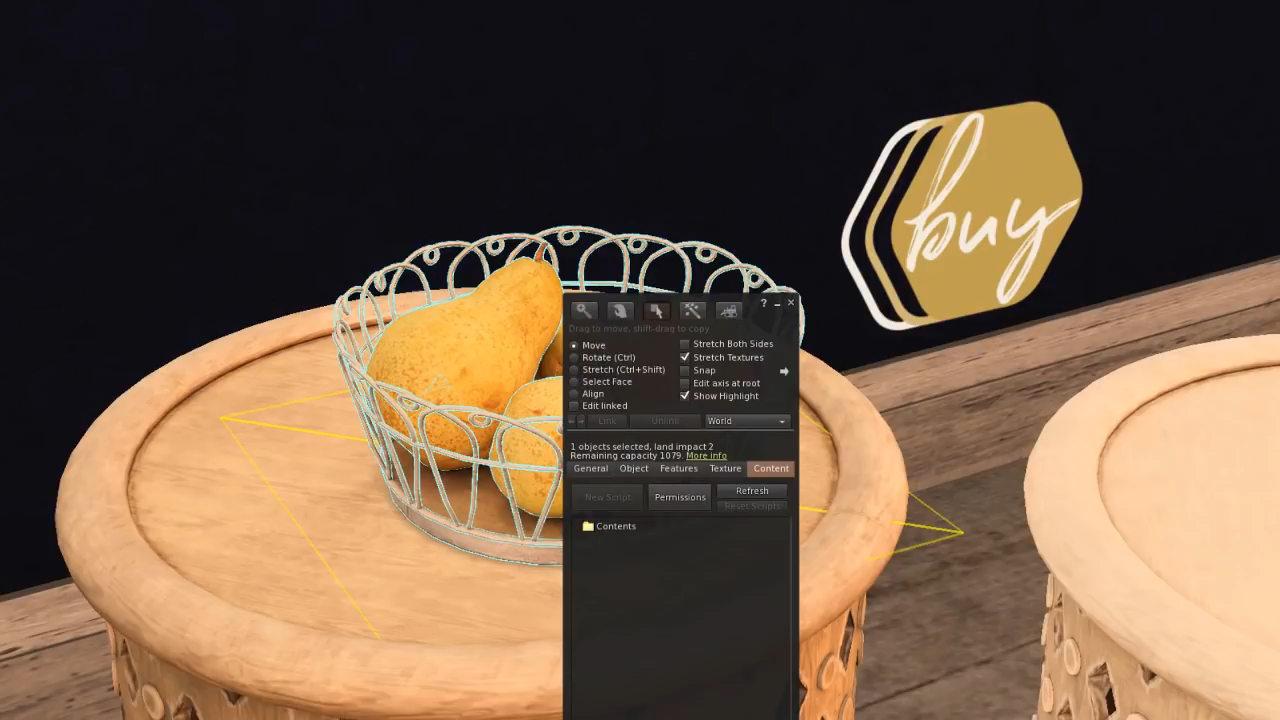 buy
?
Drag to move, shift-drag to copy
Move
Rotate (Ctrl)
Stretch (Ctrl+Shift)
Select Face
Align
Edit linked
Stretch Both Sides
Stretch Textures
Snap
Edit axis at root
Show Highlight
Link
Unlink
World
1 objects selected, land impact 2
Remaining capacity 1079. More info
General Object Features Texture Content
New Script
Permissions
Refresh
Reset Scripts
Contents